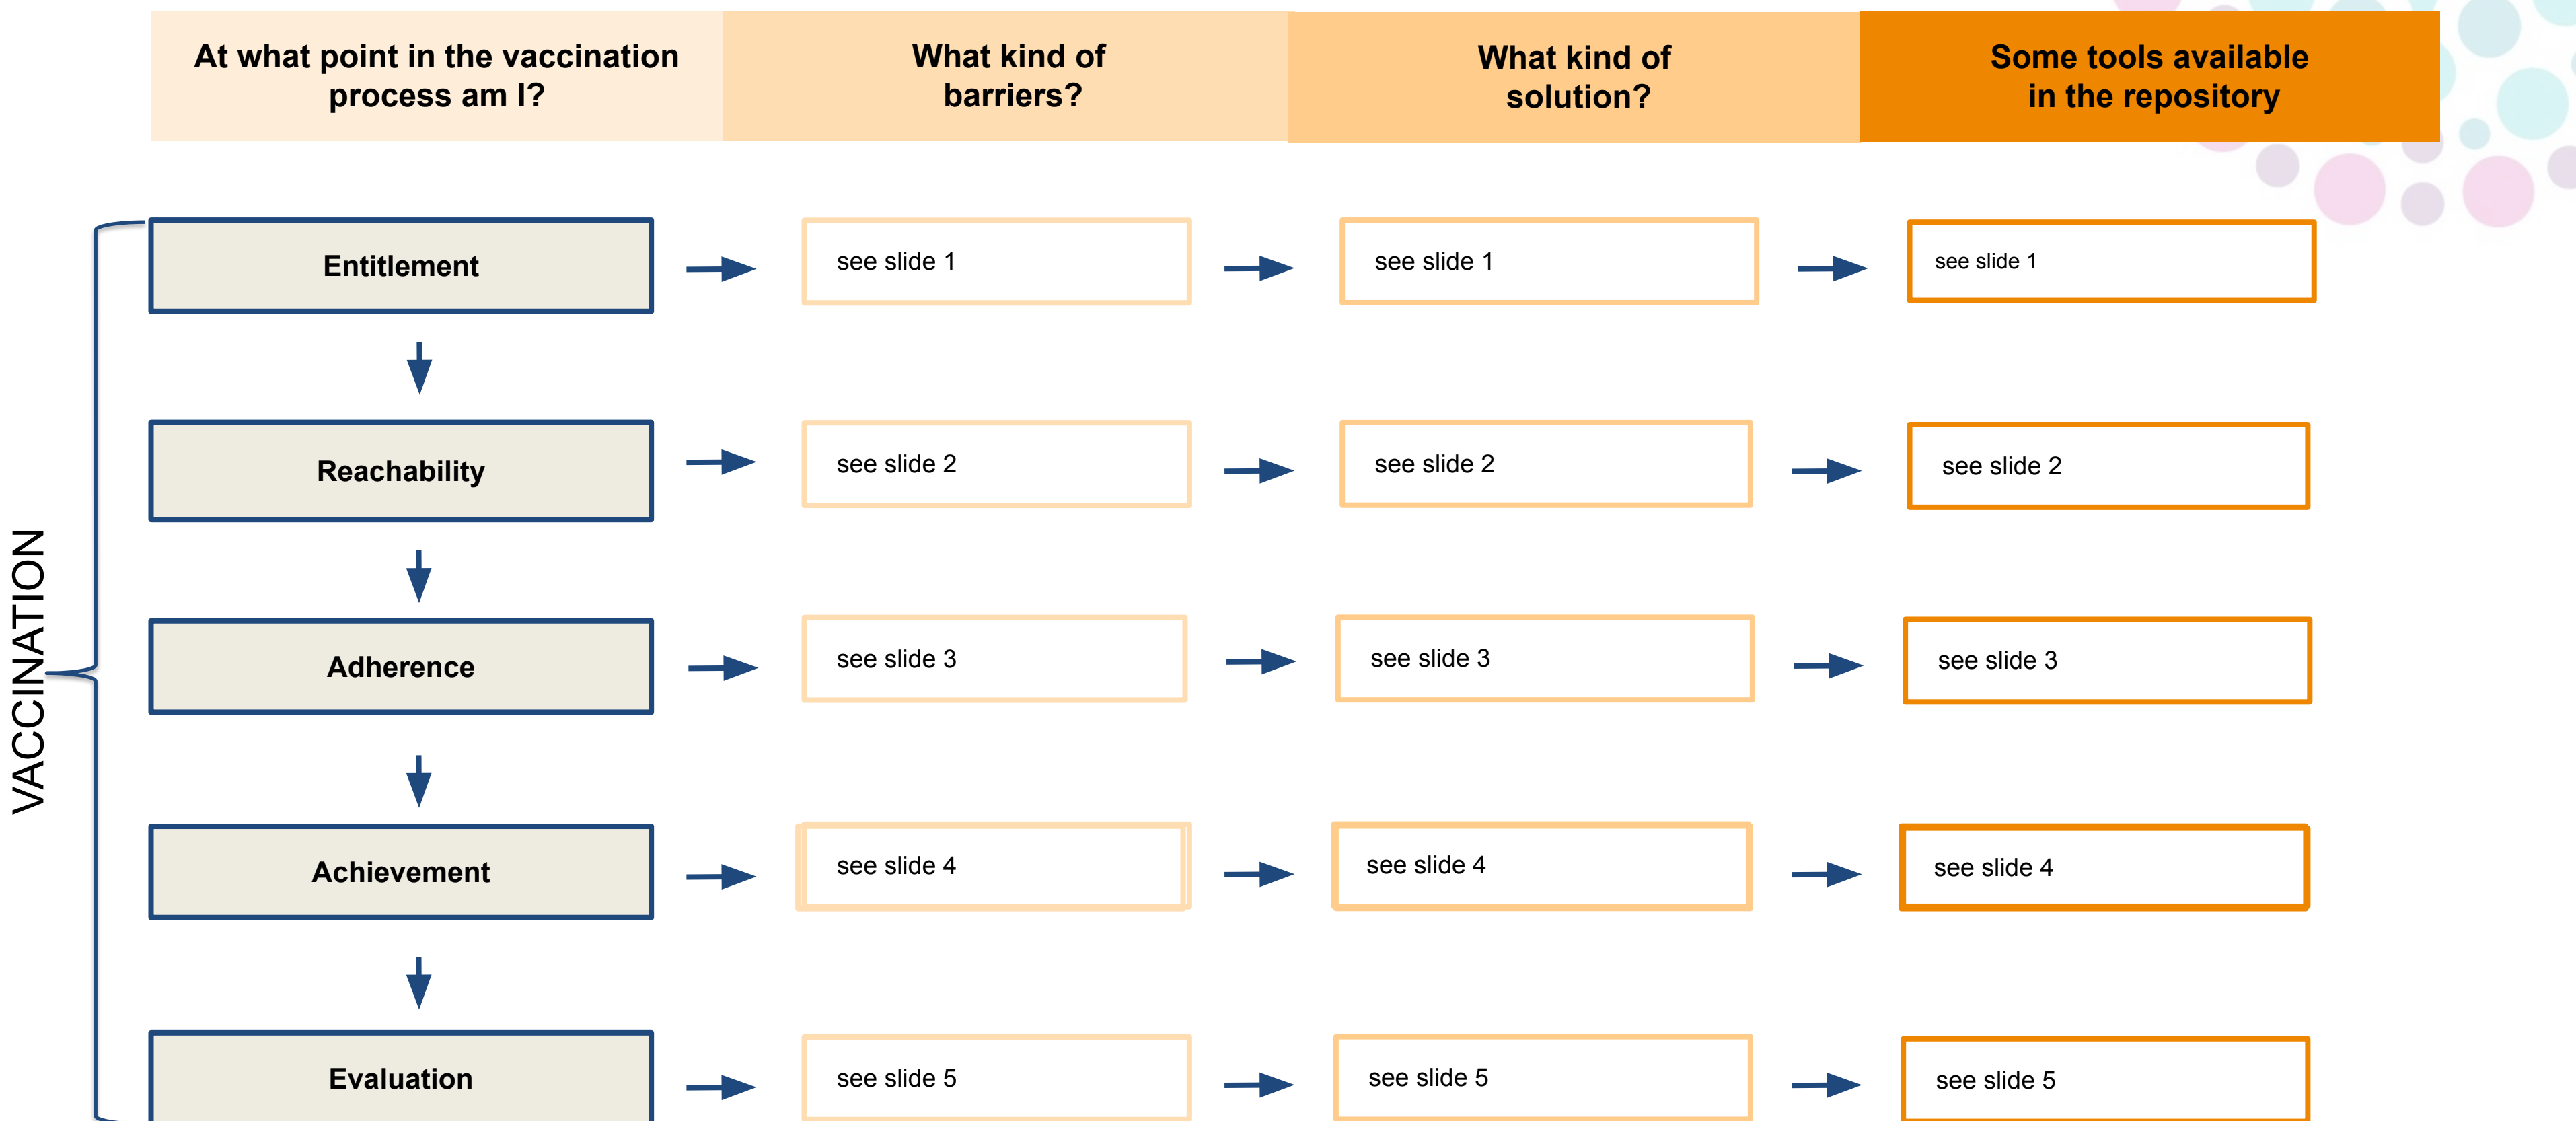 At what point in the vaccination
process am I?
What kind of
barriers?
What kind of
solution?
Some tools available
in the repository
VACCINATION
Entitlement
see slide 1
see slide 1
see slide 1
Reachability
see slide 2
see slide 2
see slide 2
Adherence
see slide 3
see slide 3
see slide 3
Achievement
see slide 4
see slide 4
see slide 4
Evaluation
see slide 5
see slide 5
see slide 5